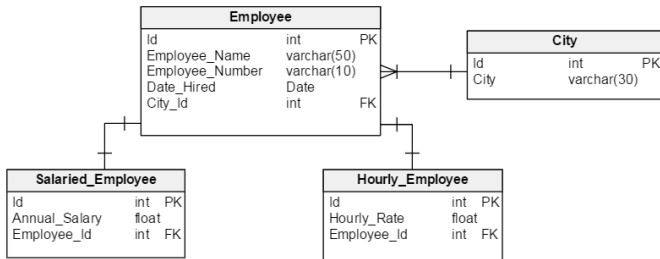 Employee
Id int PK
Employee_Name varchar(50)
Employee_Number varchar(10)
Date_Hired Date
City_Id int FK
City
Id int PK
City varchar(30)
Salaried_Employee
Id int PK
Annual_Salary float
Employee_Id int FK
Hourly_Employee
Id int PK
Hourly_Rate float
Employee_Id int FK